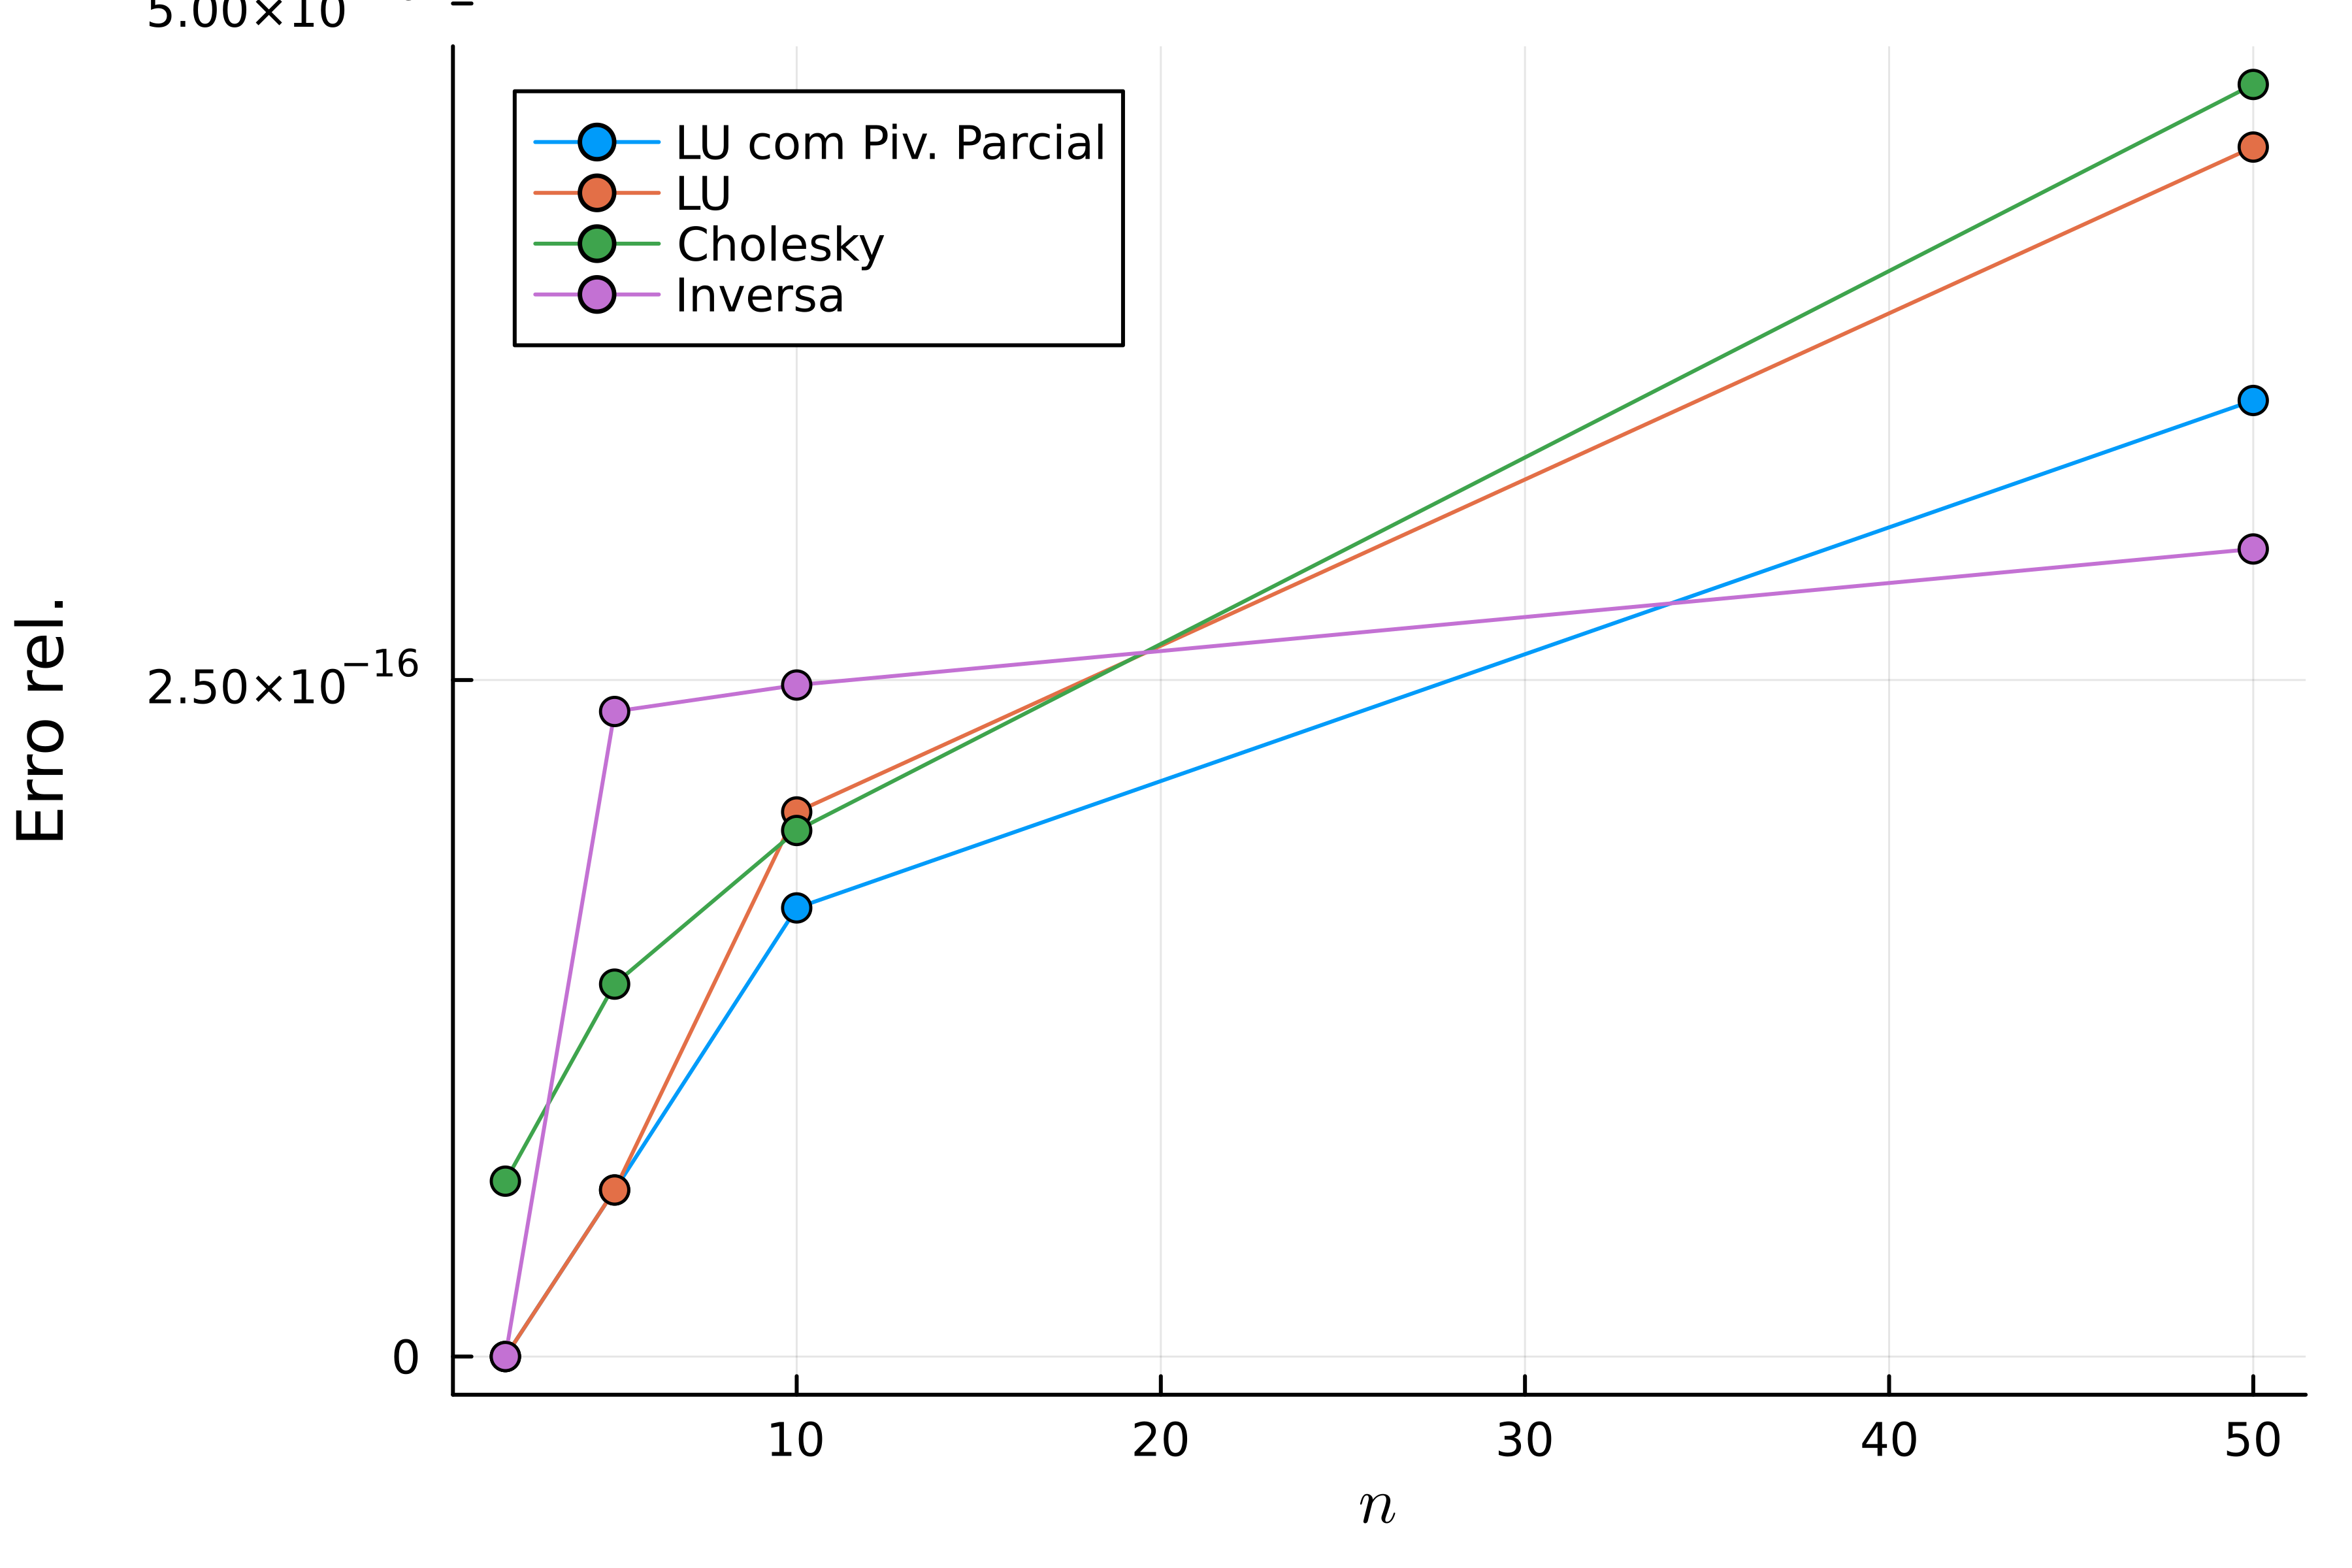 5.00×10
LU com Piv. Parcial
LU
Cholesky
Inversa
Erro rel.
2.50×10⁻¹⁶
0
10 20 30 40 50
n